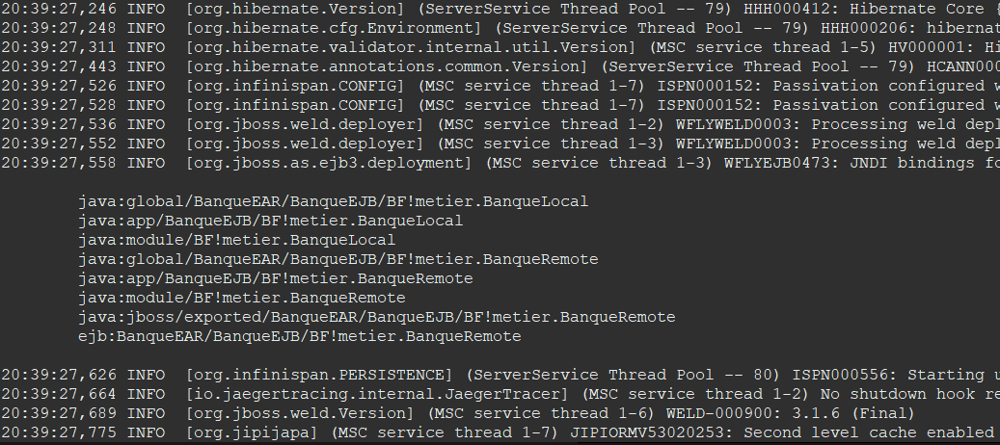 20:39:27,246 INFO  [org.hibernate.Version] (ServerService Thread Pool -- 79) HHH000412: Hibernate Core {
20:39:27,248 INFO  [org.hibernate.cfg.Environment] (ServerService Thread Pool -- 79) HHH000206: hibernat
20:39:27,311 INFO  [org.hibernate.validator.internal.util.Version] (MSC service thread 1-5) HV000001: Hi
20:39:27,443 INFO  [org.hibernate.annotations.common.Version] (ServerService Thread Pool -- 79) HCANN000
20:39:27,526 INFO  [org.infinispan.CONFIG] (MSC service thread 1-7) ISPN000152: Passivation configured w
20:39:27,528 INFO  [org.infinispan.CONFIG] (MSC service thread 1-7) ISPN000152: Passivation configured w
20:39:27,536 INFO  [org.jboss.weld.deployer] (MSC service thread 1-2) WFLYWELD0003: Processing weld depl
20:39:27,552 INFO  [org.jboss.weld.deployer] (MSC service thread 1-3) WFLYWELD0003: Processing weld depl
20:39:27,558 INFO  [org.jboss.as.ejb3.deployment] (MSC service thread 1-3) WFLYEJB0473: JNDI bindings fo
java:global/BanqueEAR/BanqueEJB/BF!metier.BanqueLocal
java:app/BanqueEJB/BF!metier.BanqueLocal
java:module/BF!metier.BanqueLocal
java:global/BanqueEAR/BanqueEJB/BF!metier.BanqueRemote
java:app/BanqueEJB/BF!metier.BanqueRemote
java:module/BF!metier.BanqueRemote
java:jboss/exported/BanqueEAR/BanqueEJB/BF!metier.BanqueRemote
ejb:BanqueEAR/BanqueEJB/BF!metier.BanqueRemote
20:39:27,626 INFO  [org.infinispan.PERSISTENCE] (ServerService Thread Pool -- 80) ISPN000556: Starting u
20:39:27,664 INFO  [io.jaegertracing.internal.JaegerTracer] (MSC service thread 1-2) No shutdown hook re
20:39:27,689 INFO  [org.jboss.weld.Version] (MSC service thread 1-6) WELD-000900: 3.1.6 (Final)
20:39:27,775 INFO  [org.jipijapa] (MSC service thread 1-7) JIPIORMV53020253: Second level cache enabled